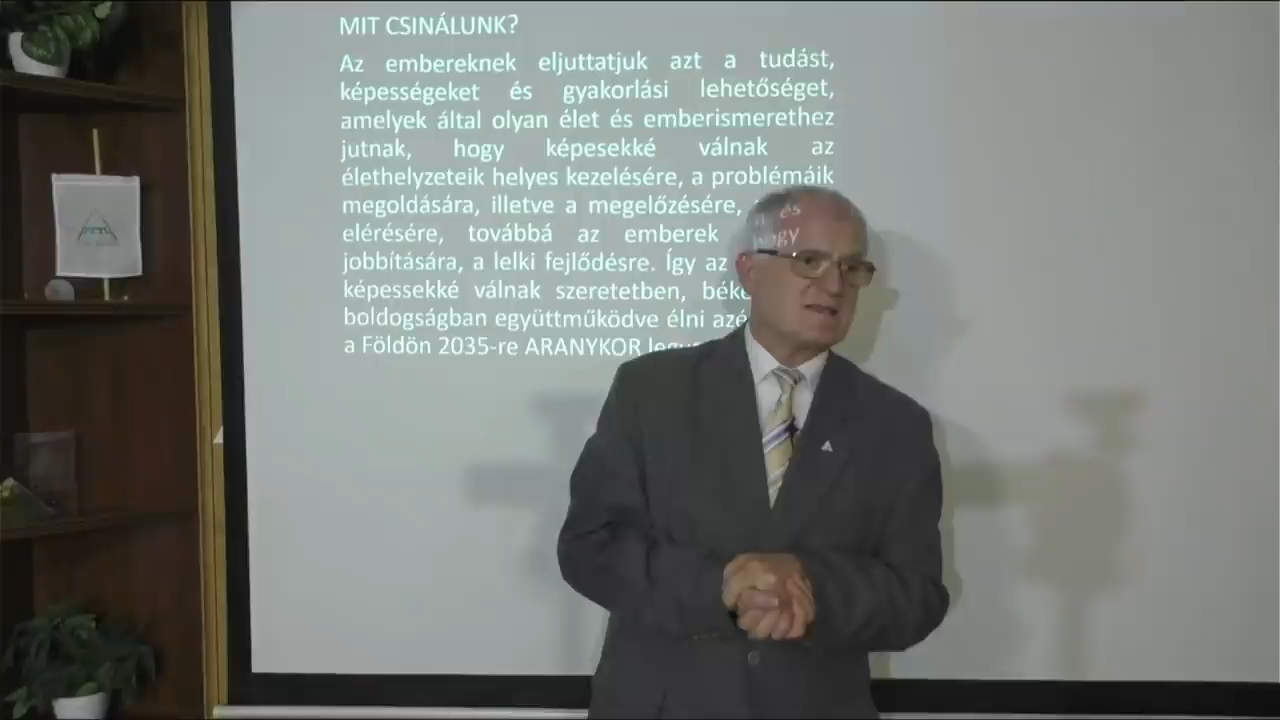 MIT CSINÁLUNK?
Az embereknek eljuttatjuk azt a tudást,
képességeket és gyakorlási lehetőséget,
amelyek által olyan élet és emberismerethez
jutnak, hogy képesekké válnak az
élethelyzeteik helyes kezelésére, a problémáik
megoldására, illetve a megelőzésére, és
elérésére, továbbá az emberek hogy
jobbítására, a lelki fejlődésre. Így az
képessekké válnak szeretetben,
boldogságban együttműködve élni
a Földön 2035-re ARANYKOR